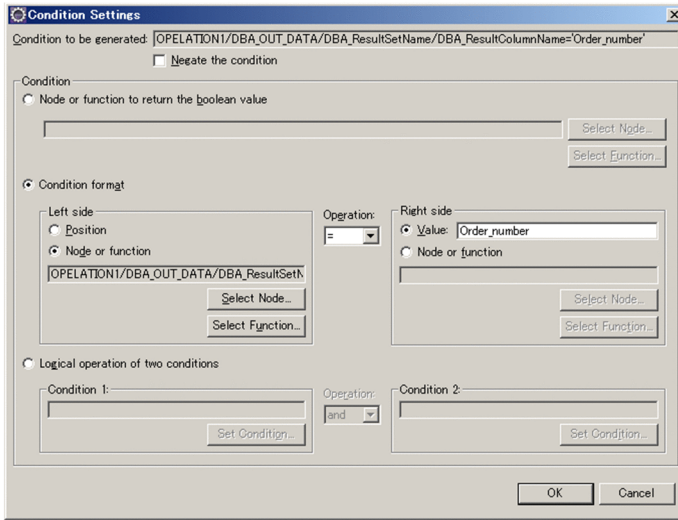 Condition Settings
Condition to be generated: OPELATION1/DBA_OUT_DATA/DBA_ResultSetName/DBA_ResultColumnName='Order_number'
Negate the condition
Condition
Node or function to return the boolean value
Select Node...
Select Function...
Condition format
Left side
Position
Node or function
OPELATION1/DBA_OUT_DATA/DBA_ResultSetN
Select Node...
Select Function...
Operation:
=
Right side
Value: Order_number
Node or function
Select Node...
Select Function...
Logical operation of two conditions
Condition 1:
Set Condition...
Operation:
and
Condition 2:
Set Condition...
OK
Cancel